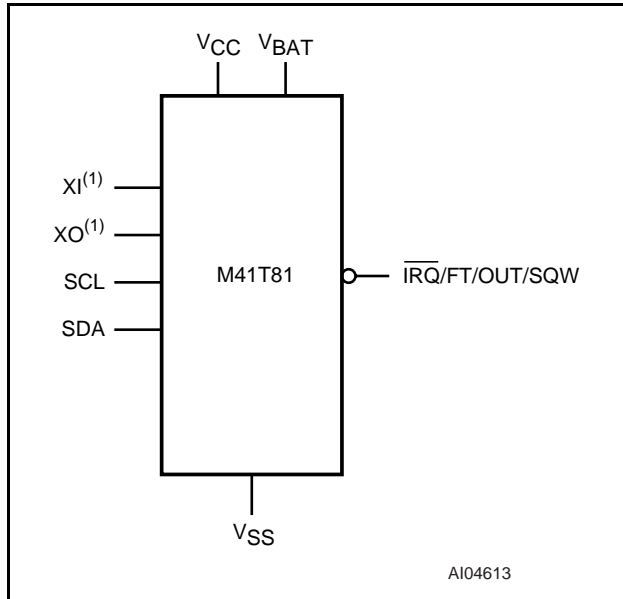 VCC VBAT
XI(1)
XO(1)
SCL
SDA
M41T81
IRQ/FT/OUT/SQW
VSS
AI04613